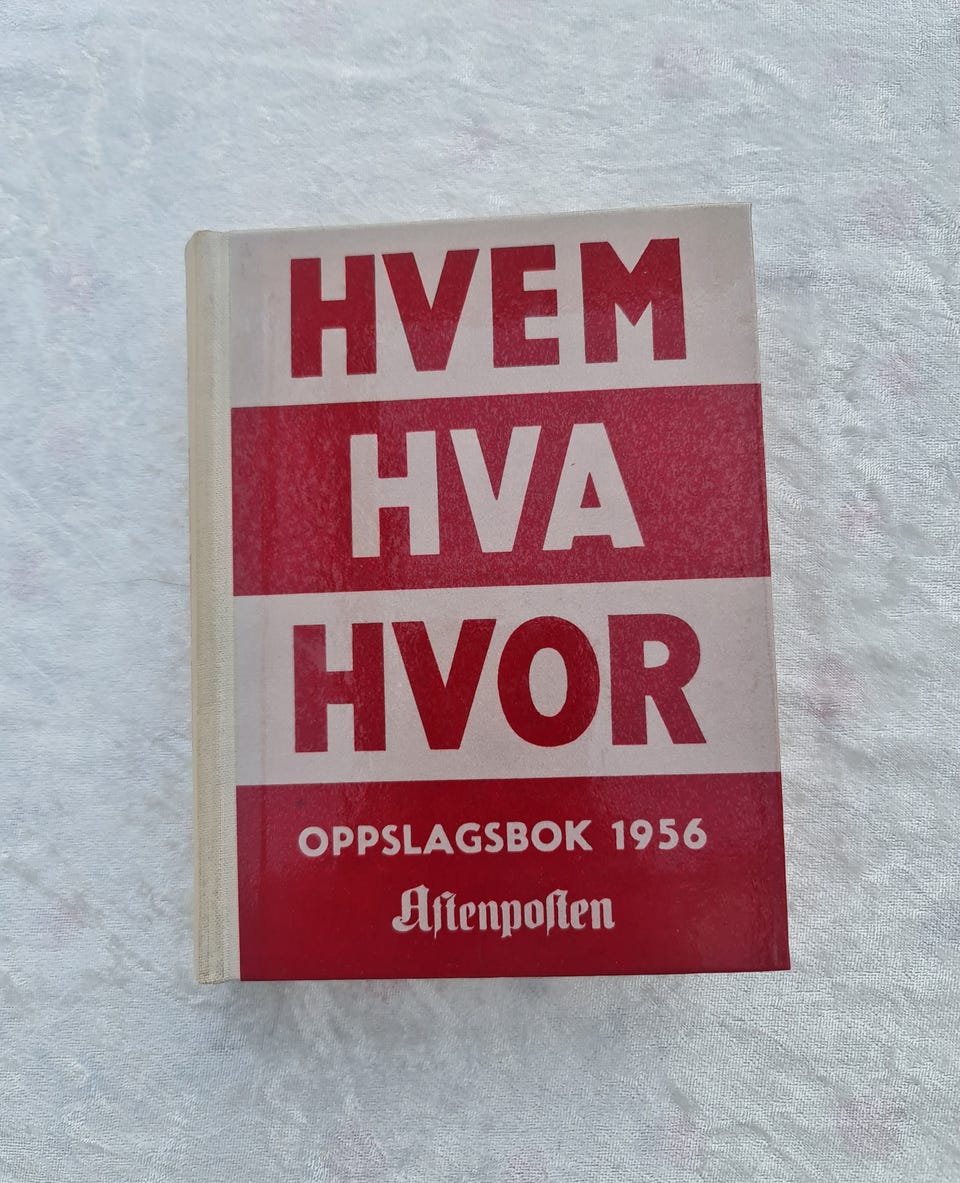 HVEM
HVA
HVOR
OPPSLAGSBOK 1956
Aftenposten